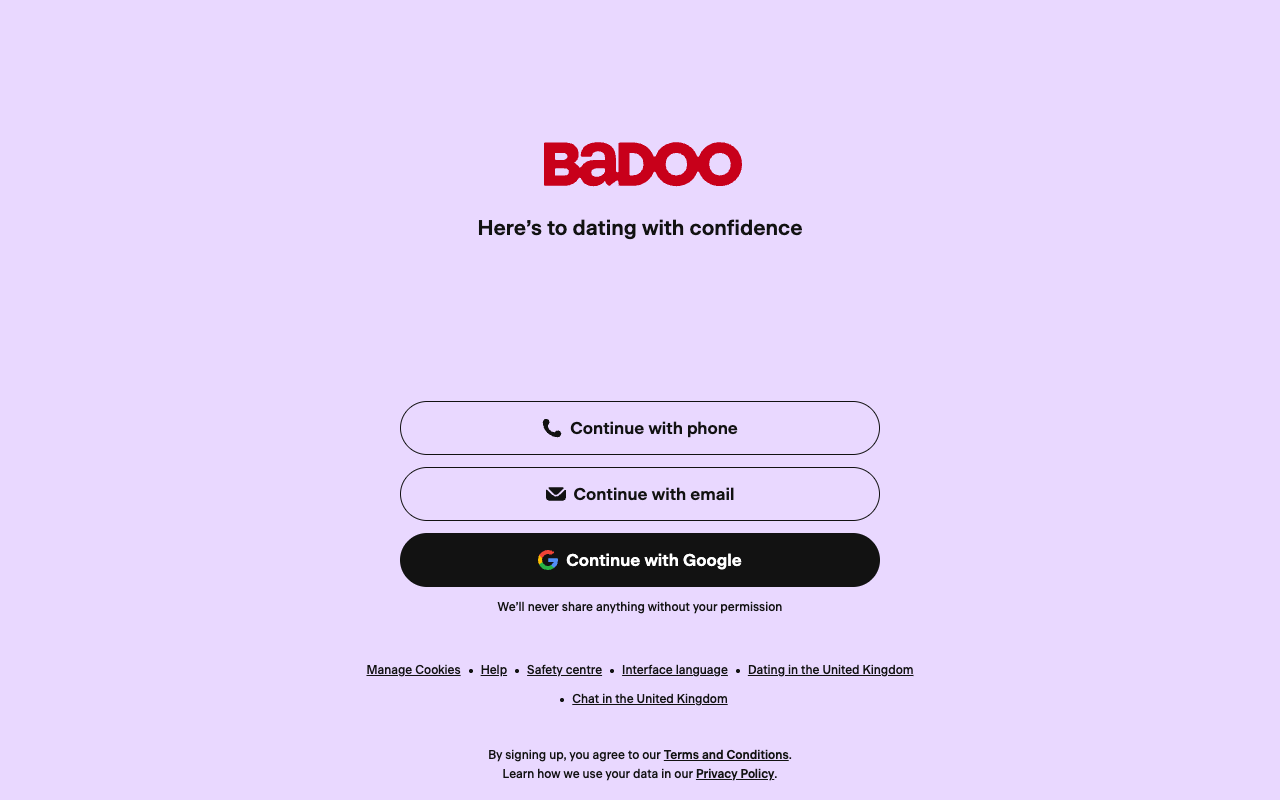 BaDOO
Here’s to dating with confidence
Continue with phone
Continue with email
Continue with Google
We’ll never share anything without your permission
Manage Cookies • Help • Safety centre • Interface language • Dating in the United Kingdom
• Chat in the United Kingdom
By signing up, you agree to our Terms and Conditions.
Learn how we use your data in our Privacy Policy.